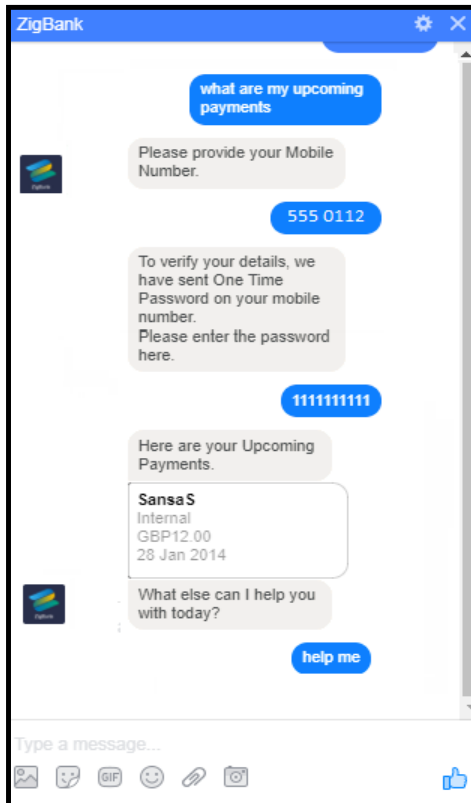 ZigBank
what are my upcoming
payments
Please provide your Mobile
Number.
555 0112
To verify your details, we
have sent One Time
Password on your mobile
number.
Please enter the password
here.
1111111111
Here are your Upcoming
Payments.
Sansa S
Internal
GBP12.00
28 Jan 2014
What else can I help you
with today?
help me
Type a message...
GIF